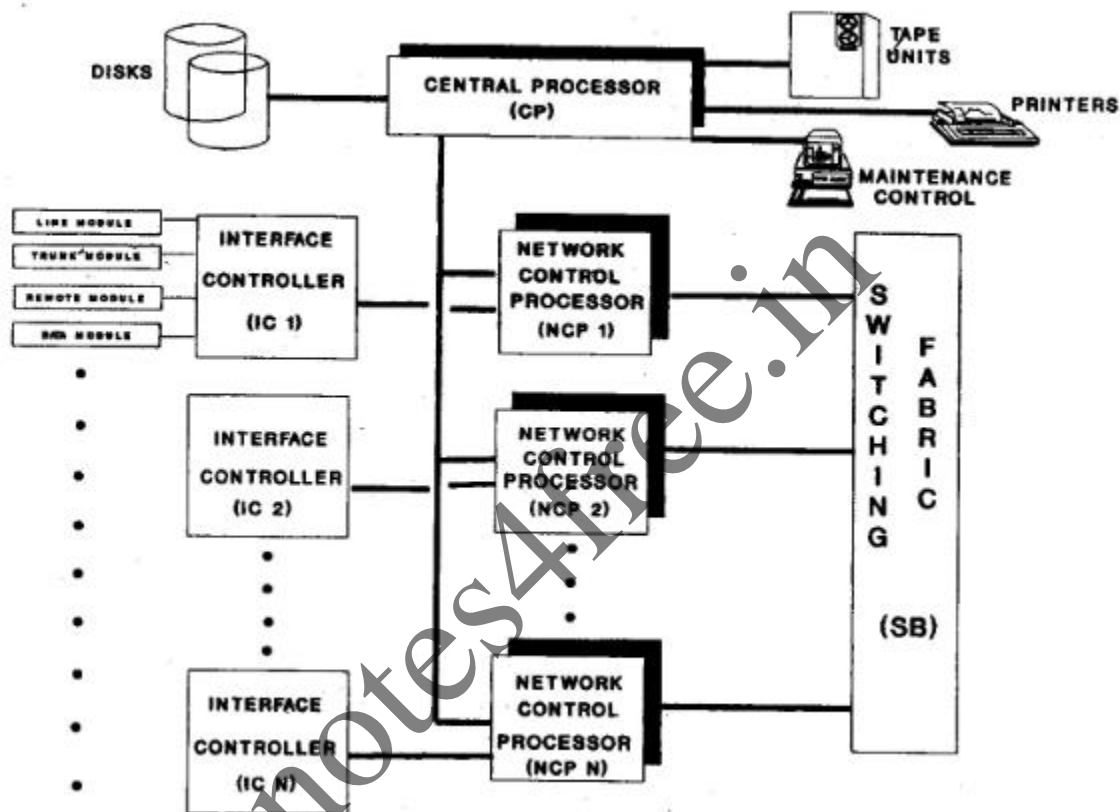 DISKS
CENTRAL PROCESSOR
(CP)
TAPE
UNITS
PRINTERS
MAINTENANCE
CONTROL
LINE MODULE
TRUNK MODULE
REMOTE MODULE
DATA MODULE
INTERFACE
CONTROLLER
(IC 1)
NETWORK
CONTROL
PROCESSOR
(NCP 1)
INTERFACE
CONTROLLER
(IC 2)
NETWORK
CONTROL
PROCESSOR
(NCP 2)
INTERFACE
CONTROLLER
(IC N)
NETWORK
CONTROL
PROCESSOR
(NCP N)
SWITCHING
FABRIC
(SB)
notes4free.in